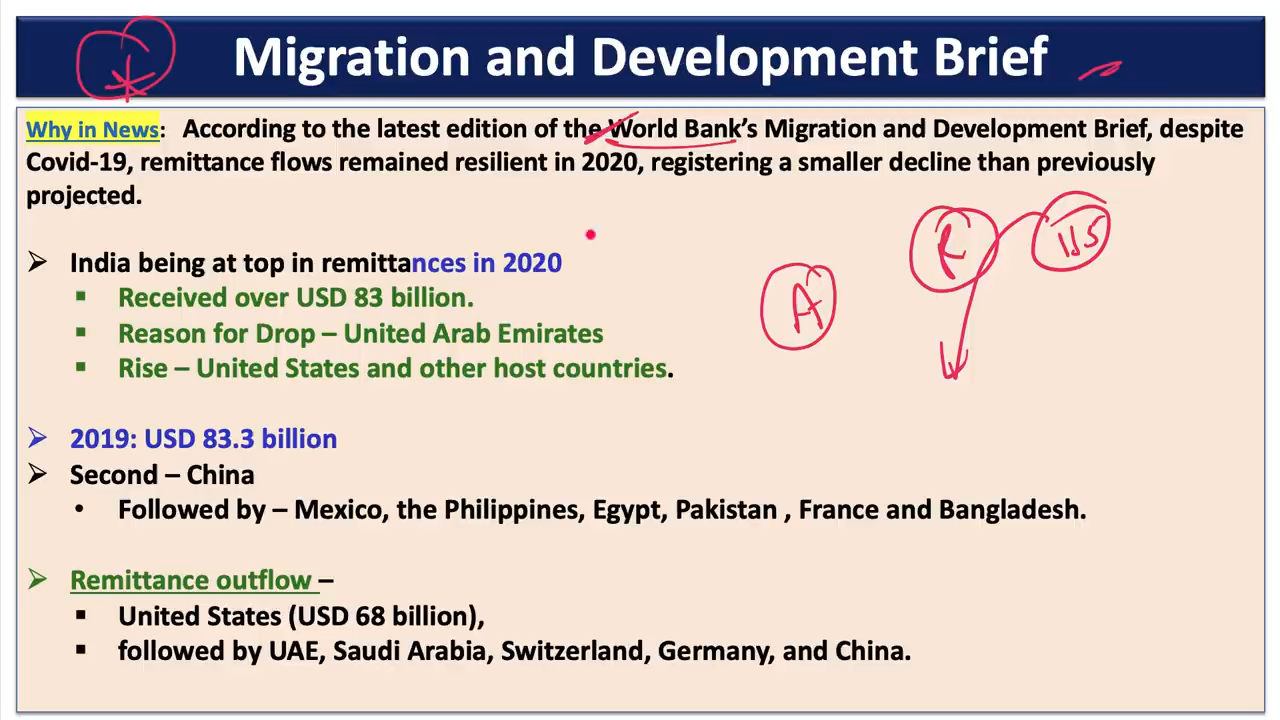 Migration and Development Brief
Why in News: According to the latest edition of the World Bank's Migration and Development Brief, despite
Covid-19, remittance flows remained resilient in 2020, registering a smaller decline than previously
projected.
R
US
India being at top in remittances in 2020
A
▪ Received over USD 83 billion.
▪ Reason for Drop – United Arab Emirates
▪ Rise – United States and other host countries.
➢ 2019: USD 83.3 billion
➢ Second – China
• Followed by – Mexico, the Philippines, Egypt, Pakistan , France and Bangladesh.
➢ Remittance outflow –
▪ United States (USD 68 billion),
▪ followed by UAE, Saudi Arabia, Switzerland, Germany, and China.